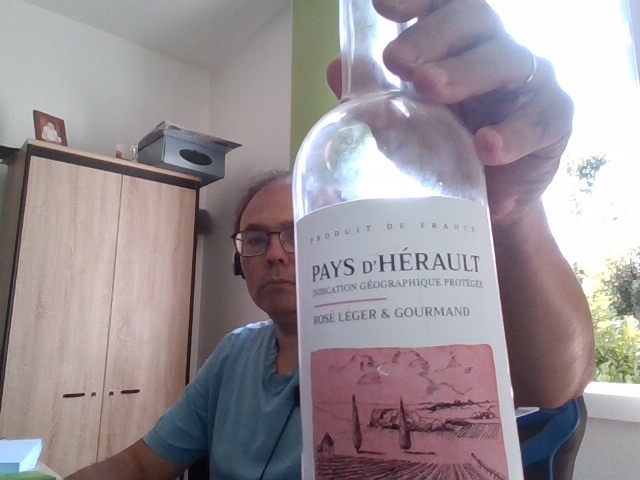 PRODUIT DE FRANCE
PAYS D'HÉRAULT
INDICATION GÉOGRAPHIQUE PROTÉGÉE
ROSÉ LÉGER & GOURMAND